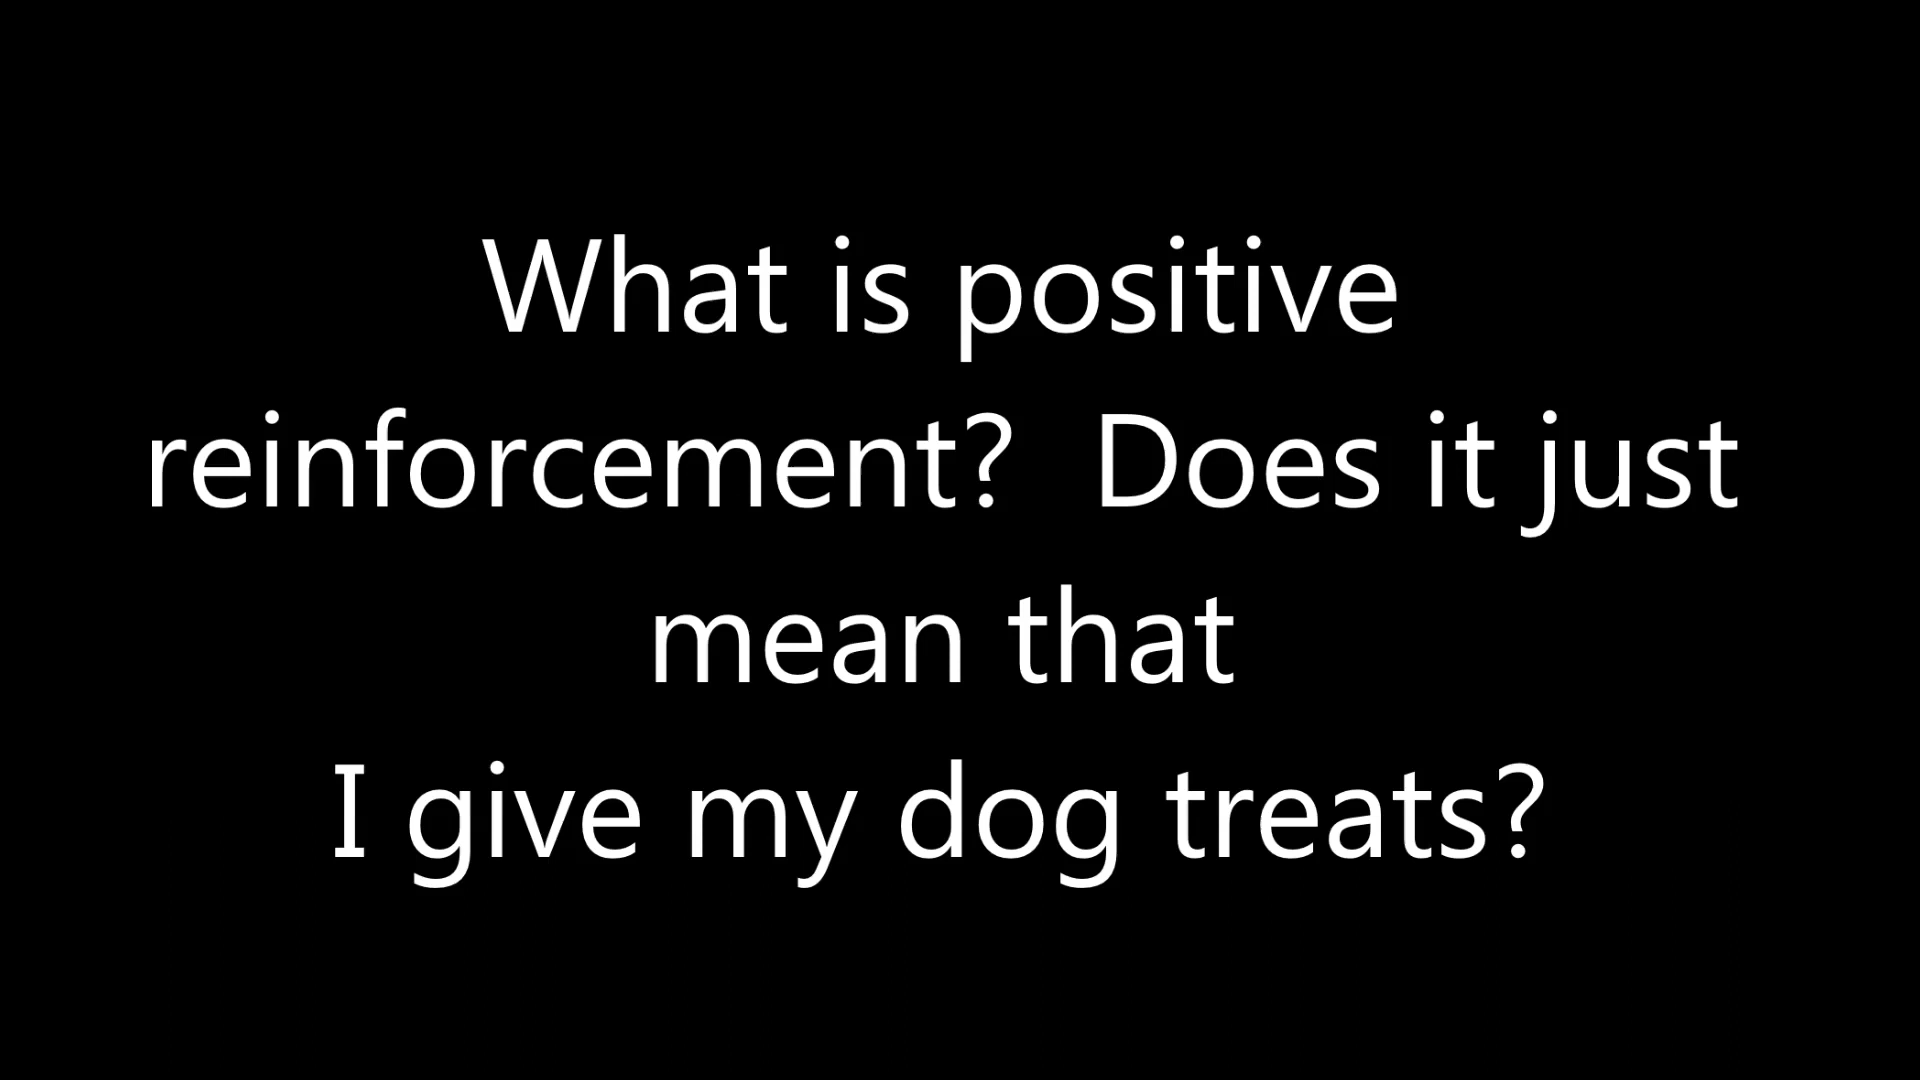 What is positive
reinforcement?  Does it just
mean that
I give my dog treats?